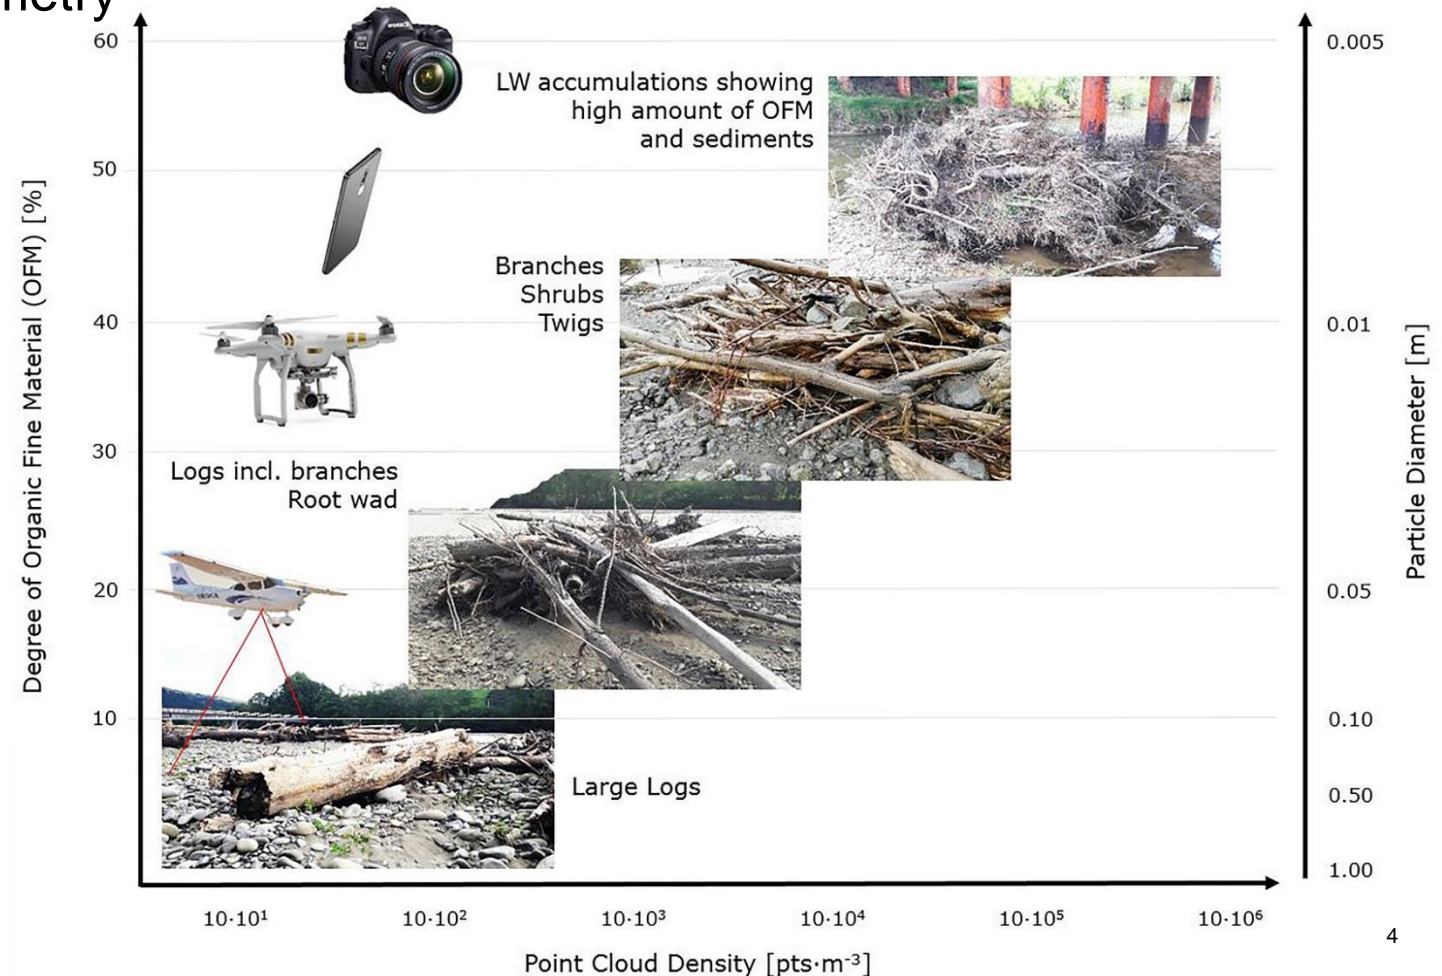 metry
60
0.005
LW accumulations showing
high amount of OFM
and sediments
50
Branches
Shrubs
Twigs
40
0.01
30
Logs incl. branches
Root wad
20
0.05
10
0.10
Large Logs
0.50
1.00
Degree of Organic Fine Material (OFM) [%]
Particle Diameter [m]
10·10¹
10·10²
10·10³
10·10⁴
10·10⁵
10·10⁶
Point Cloud Density [pts·m⁻³]
4